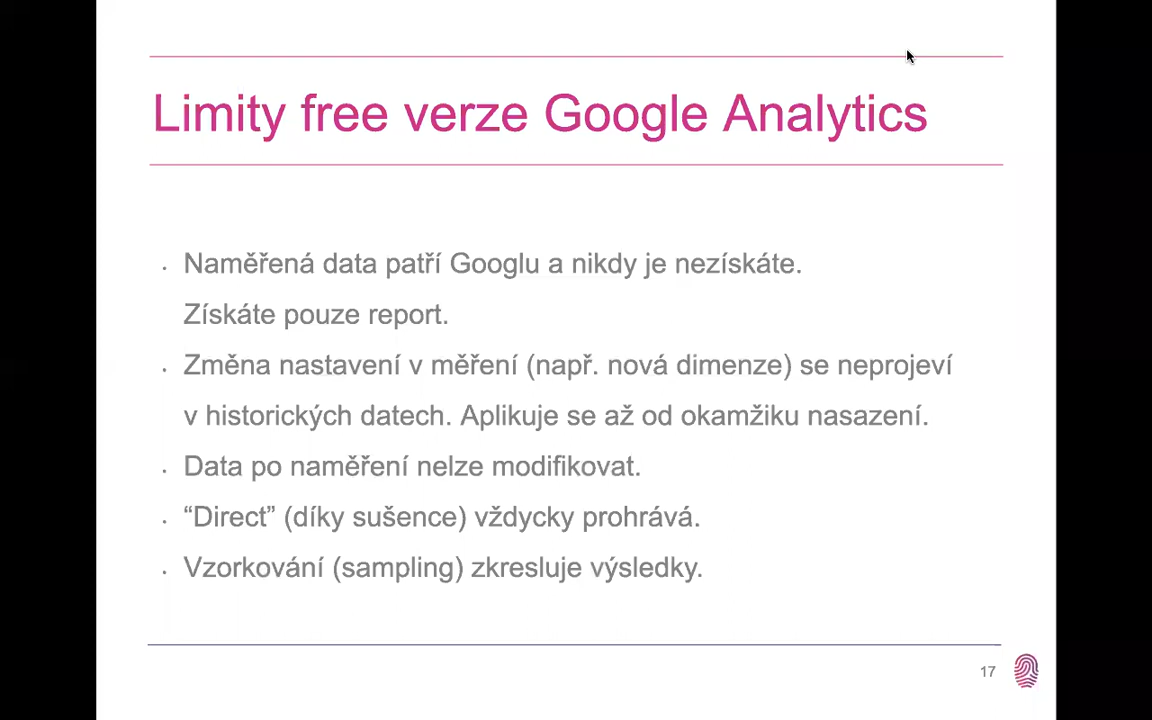 Limity free verze Google Analytics
· Naměřená data patří Googlu a nikdy je nezískáte.
Získáte pouze report.
· Změna nastavení v měření (např. nová dimenze) se neprojeví
v historických datech. Aplikuje se až od okamžiku nasazení.
· Data po naměření nelze modifikovat.
· “Direct” (díky sušence) vždycky prohrává.
· Vzorkování (sampling) zkresluje výsledky.
17